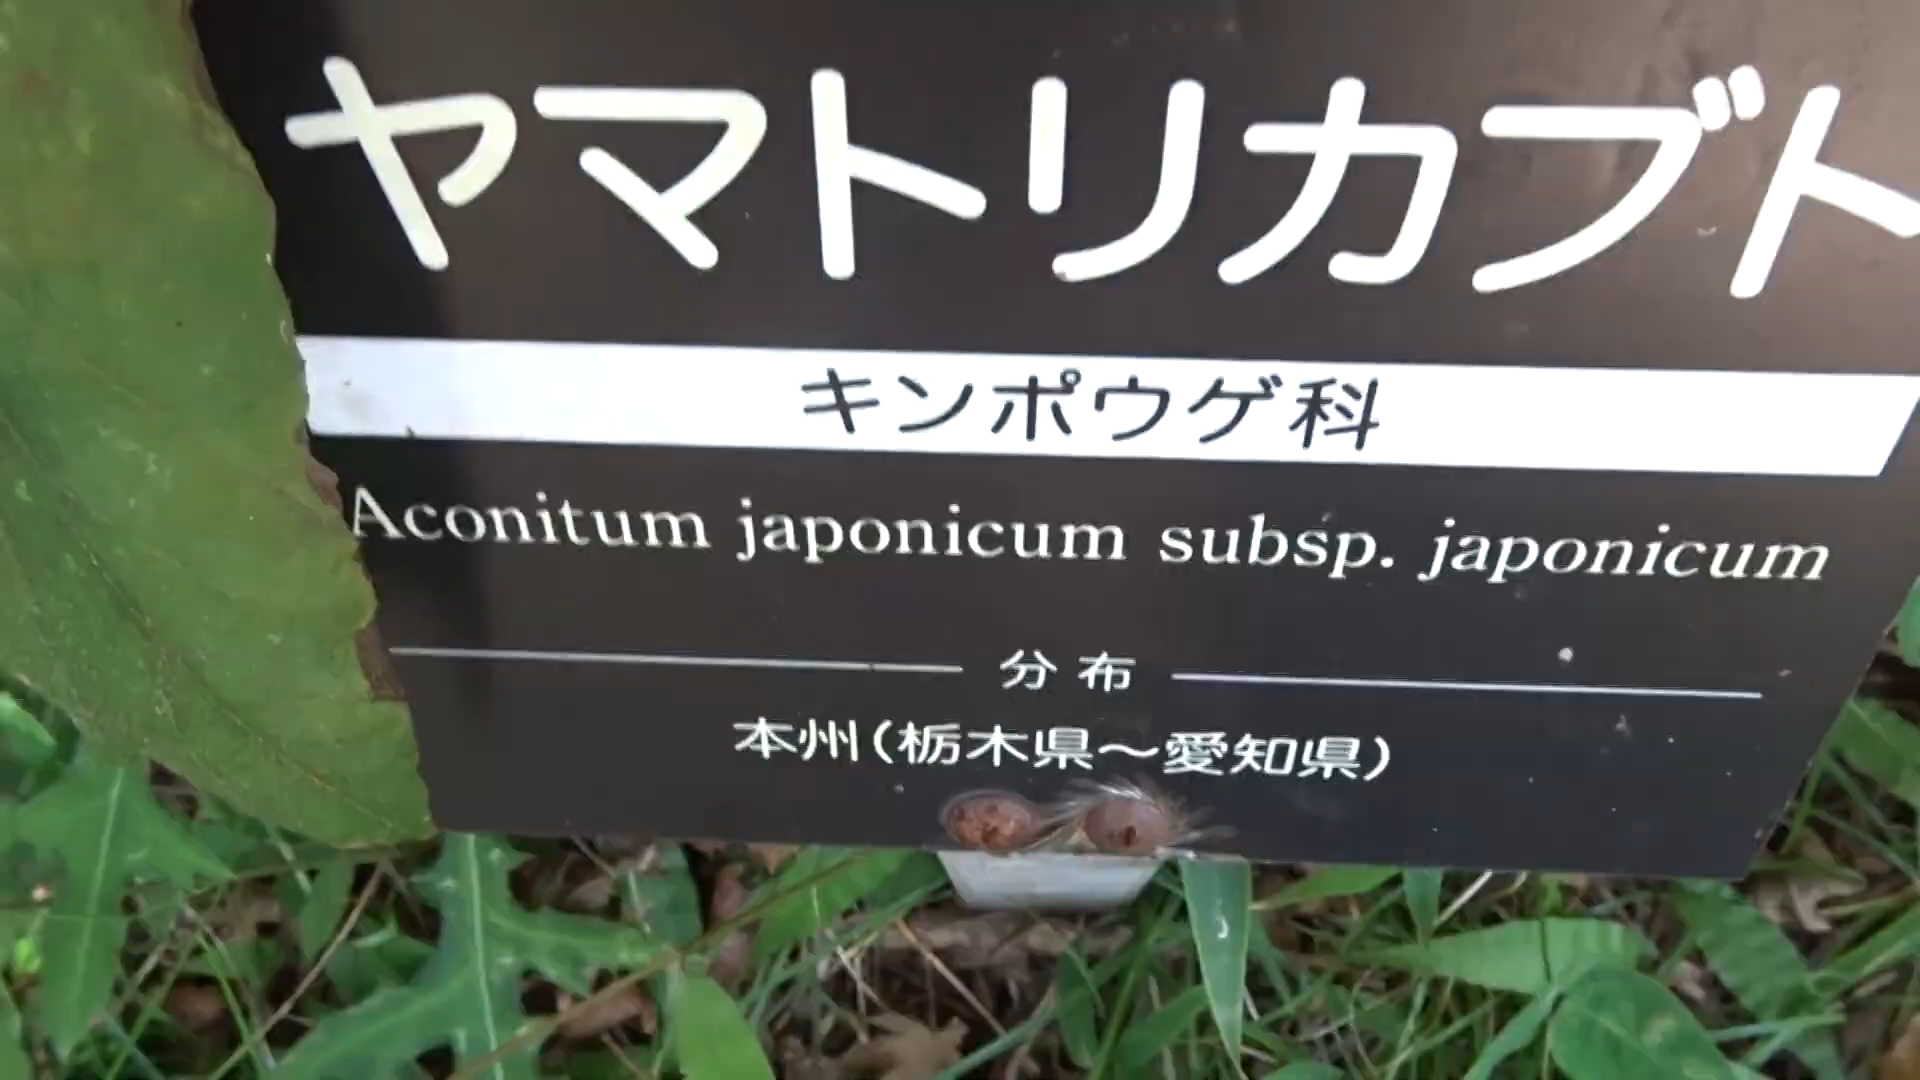 ヤマトリカブト
キンポウゲ科
Aconitum japonicum subsp. japonicum
分布
本州(栃木県～愛知県)